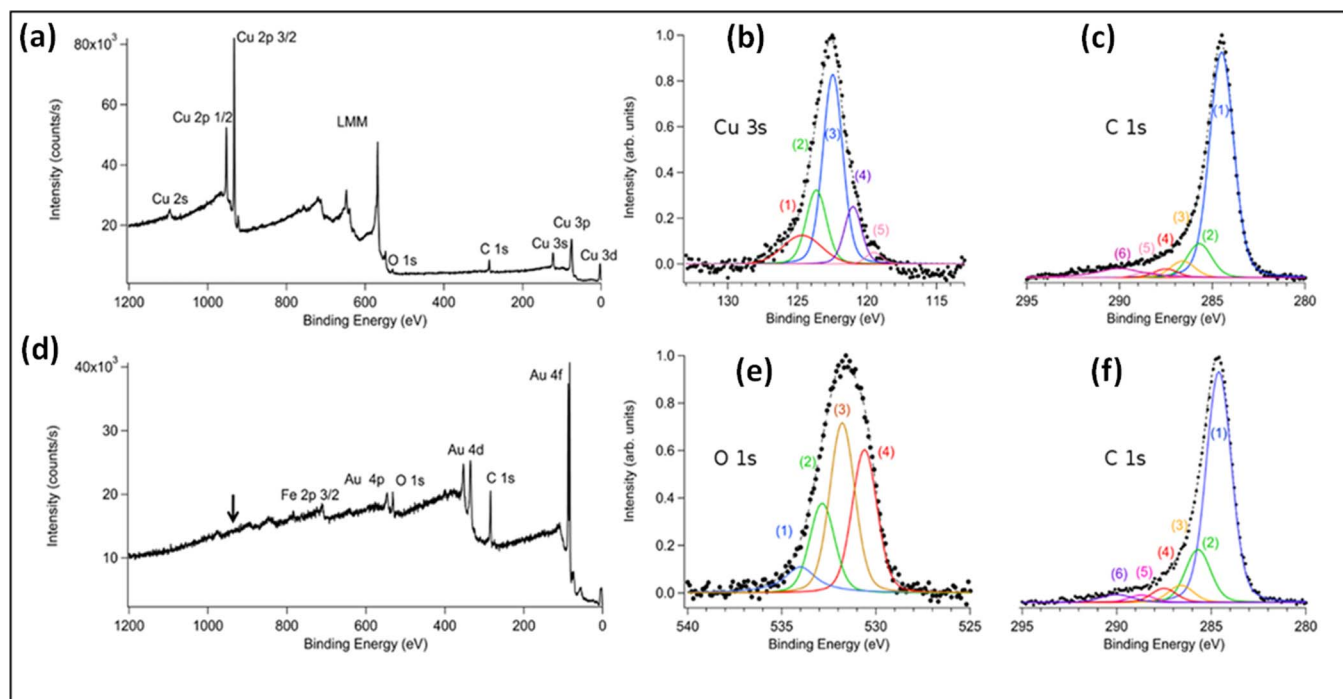 (a)
80x10³
60
40
20
Intensity (counts/s)
Cu 2p 3/2
Cu 2p 1/2
LMM
Cu 2s
O 1s
C 1s
Cu 3s
Cu 3p
Cu 3d
1200 1000 800 600 400 200 0
Binding Energy (eV)
(b)
1.0
0.8
0.6
0.4
0.2
0.0
Intensity (arb. units)
Cu 3s
(1)
(2)
(3)
(4)
(5)
130 125 120 115
Binding Energy (eV)
(c)
C 1s
(1)
(3)
(2)
(4)
(5)
(6)
295 290 285 280
Binding Energy (eV)
(d)
40x10³
30
20
10
Intensity (counts/s)
Au 4f
Au 4d
C 1s
Au 4p
O 1s
Fe 2p 3/2
1200 1000 800 600 400 200 0
Binding Energy (eV)
(e)
1.0
0.8
0.6
0.4
0.2
0.0
Intensity (arb. units)
O 1s
(1)
(2)
(3)
(4)
540 535 530 525
Binding Energy (eV)
(f)
C 1s
(1)
(3)
(2)
(4)
(5)
(6)
295 290 285 280
Binding Energy (eV)